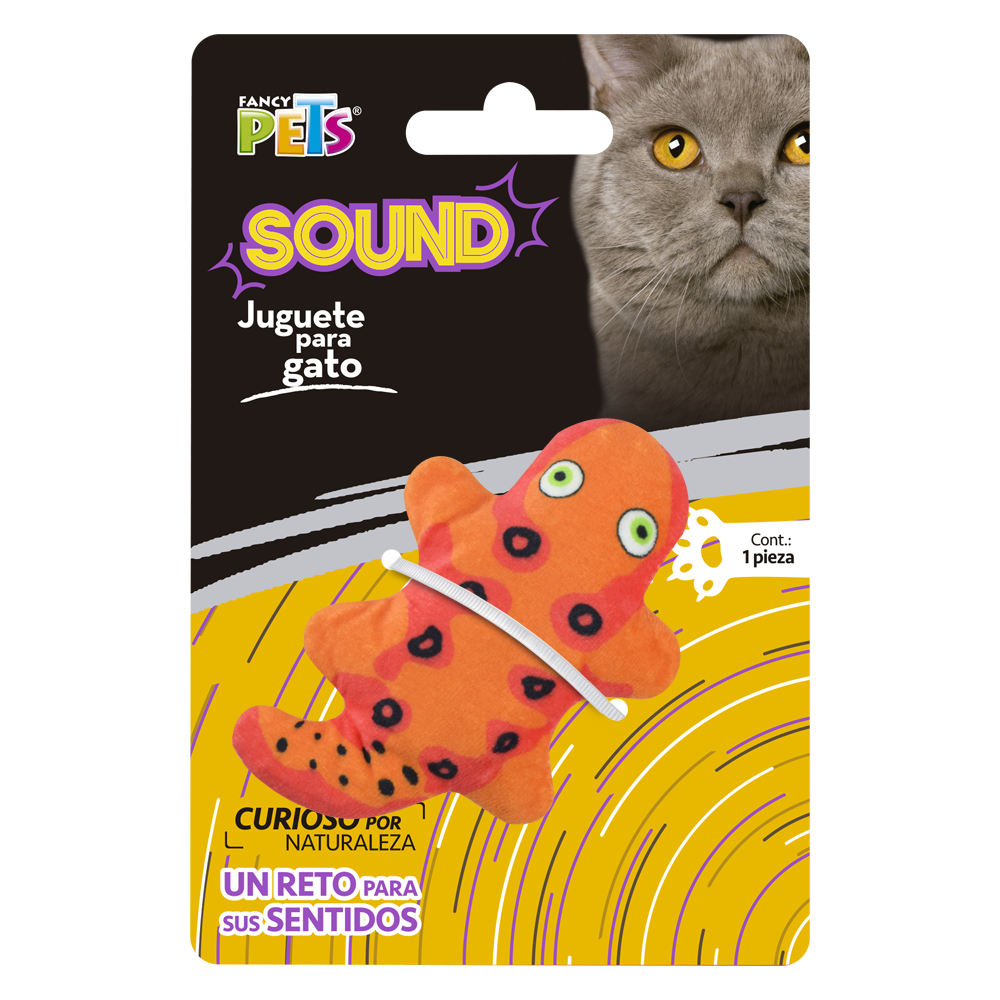 FANCY
PETS®
SOUND
Juguete
para
gato
Cont.:
1 pieza
CURIOSO POR
NATURALEZA
UN RETO PARA
SUS SENTIDOS